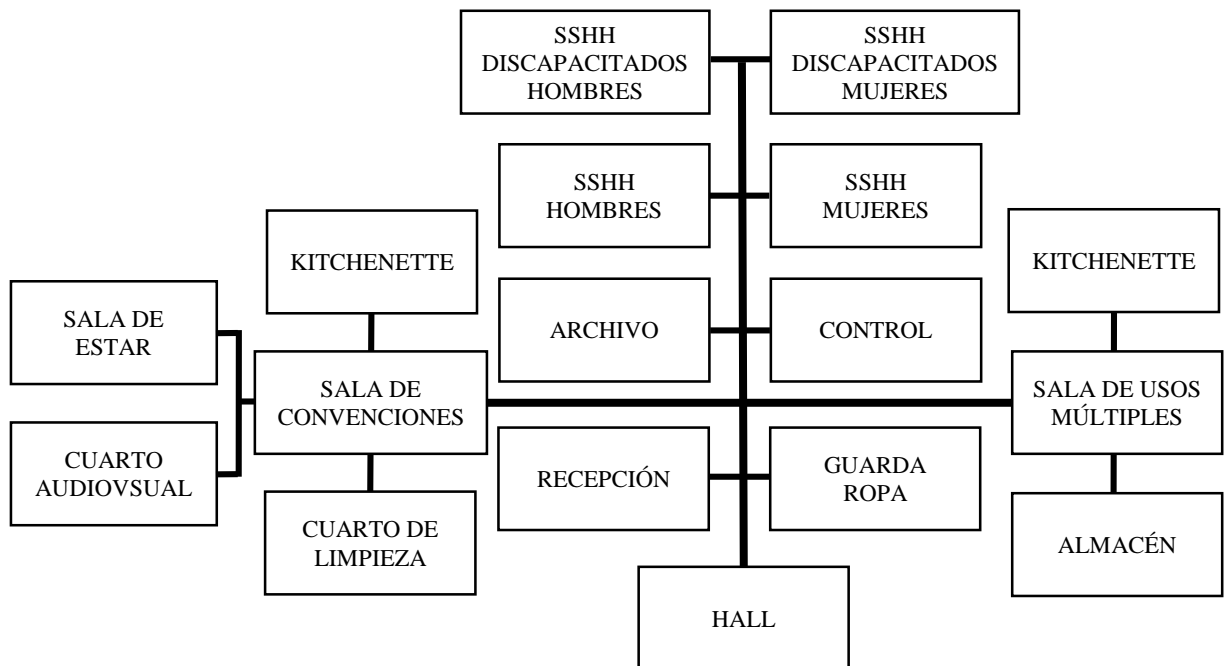 SSHH
DISCAPACITADOS
HOMBRES
SSHH
DISCAPACITADOS
MUJERES
SSHH
HOMBRES
SSHH
MUJERES
KITCHENETTE
KITCHENETTE
SALA DE
ESTAR
ARCHIVO
CONTROL
SALA DE
CONVENCIONES
SALA DE USOS
MÚLTIPLES
CUARTO
AUDIOVSUAL
RECEPCIÓN
GUARDA
ROPA
CUARTO DE
LIMPIEZA
ALMACÉN
HALL